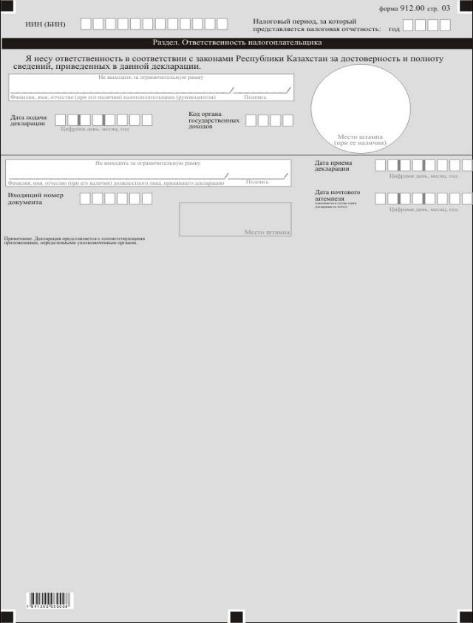 форма 912.00 стр. 03
ИИН (БИН)
Налоговый период, за который
представляется налоговая отчетность: год
Раздел. Ответственность налогоплательщика
Я несу ответственность в соответствии с законами Республики Казахстан за достоверность и полноту
сведений, приведенных в данной декларации.
Не выходить за ограничительную рамку
Фамилия, имя, отчество (при его наличии) налогоплательщика (руководителя) Подпись
Дата подачи
декларации
Цифрами день, месяц, год
Код органа
государственных
доходов
Место штампа
(при ее наличии)
Не выходить за ограничительную рамку
Фамилия, имя, отчество (при его наличии) должностного лица, принявшего декларацию Подпись
Дата приема
декларации
Цифрами день, месяц, год
Входящий номер
документа
Место штампа
Дата почтового
штемпеля
Цифрами день, месяц, год
Примечание: Декларация представляется с соответствующими
приложениями, определяемыми уполномоченным органом.